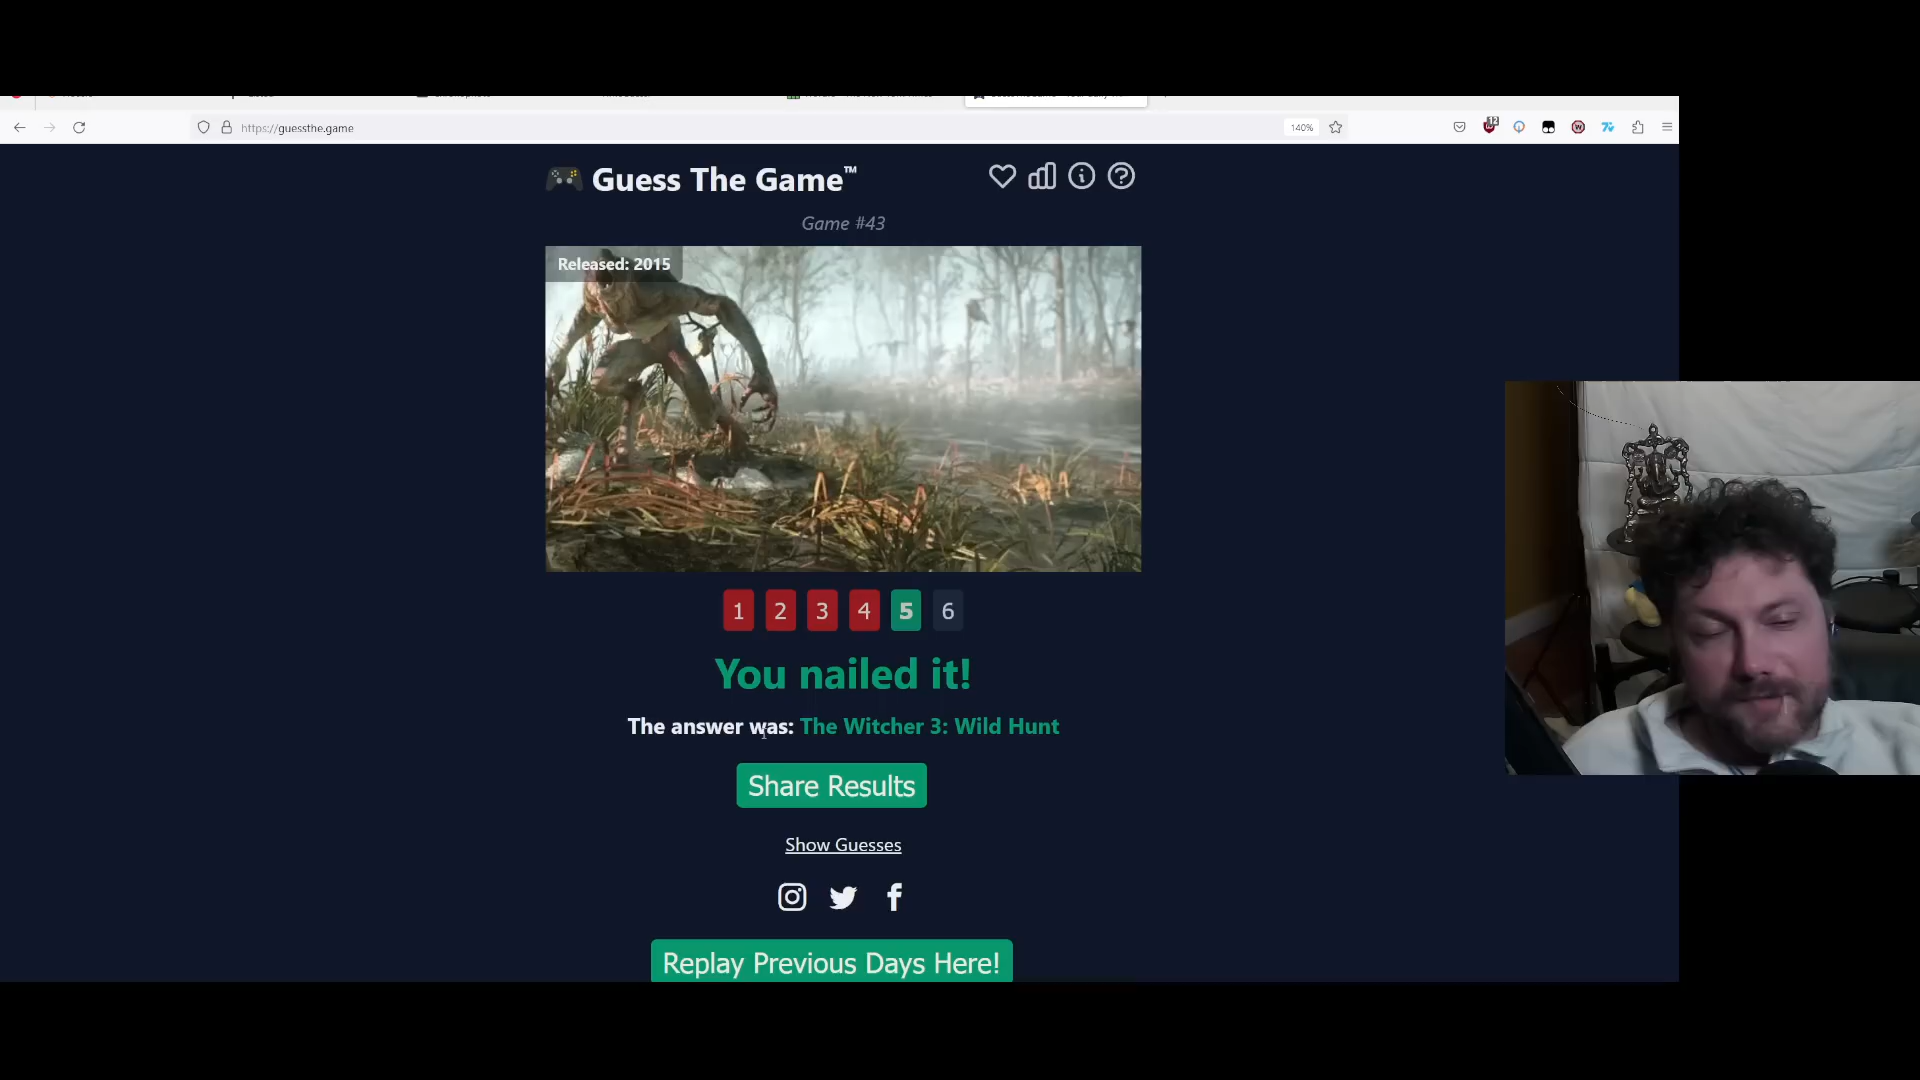 https://guessthe.game
140%
12
Guess The Game™
Game #43
Released: 2015
1 2 3 4 5 6
You nailed it!
The answer was: The Witcher 3: Wild Hunt
Share Results
Show Guesses
Replay Previous Days Here!